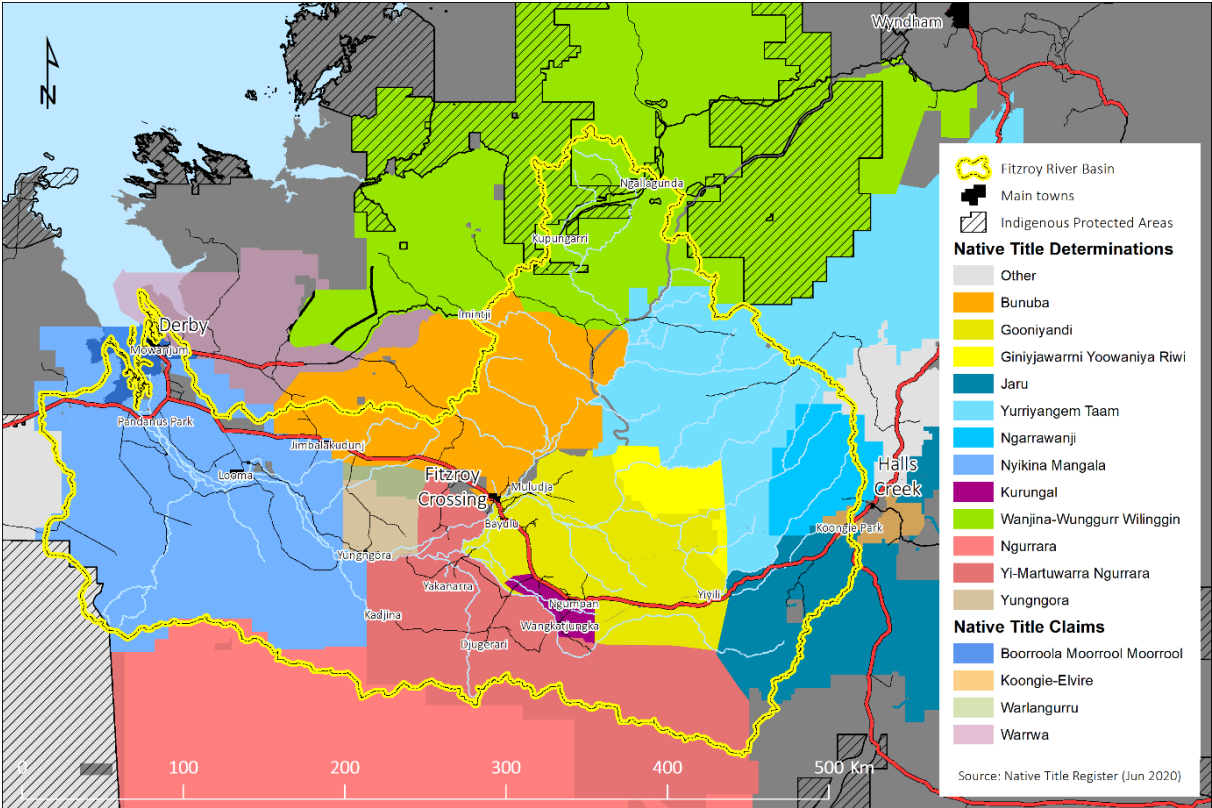 Wyndham
N
Ngallagunda
Kupungarri
Imintji
Derby
Mowanjum
Pandanus Park
Jimbalakudunj
Looma
Fitzroy
Crossing
Muludja
Bayulu
Halls
Creek
Koongie Park
Yungngora
Yakanarra
Kadjina
Ngumpan
Wangkatjungka
Yiyili
Djugerari
0 100 200 300 400 500 Km
Fitzroy River Basin
Main towns
Indigenous Protected Areas
Native Title Determinations
Other
Bunuba
Gooniyandi
Giniyjawarrni Yoowaniya Riwi
Jaru
Yurriyangem Taam
Ngarrawanji
Nyikina Mangala
Kurungal
Wanjina-Wunggurr Wilinggin
Ngurrara
Yi-Martuwarra Ngurrara
Yungngora
Native Title Claims
Boorroola Moorrool Moorrool
Koongie-Elvire
Warlangurru
Warrwa
Source: Native Title Register (Jun 2020)